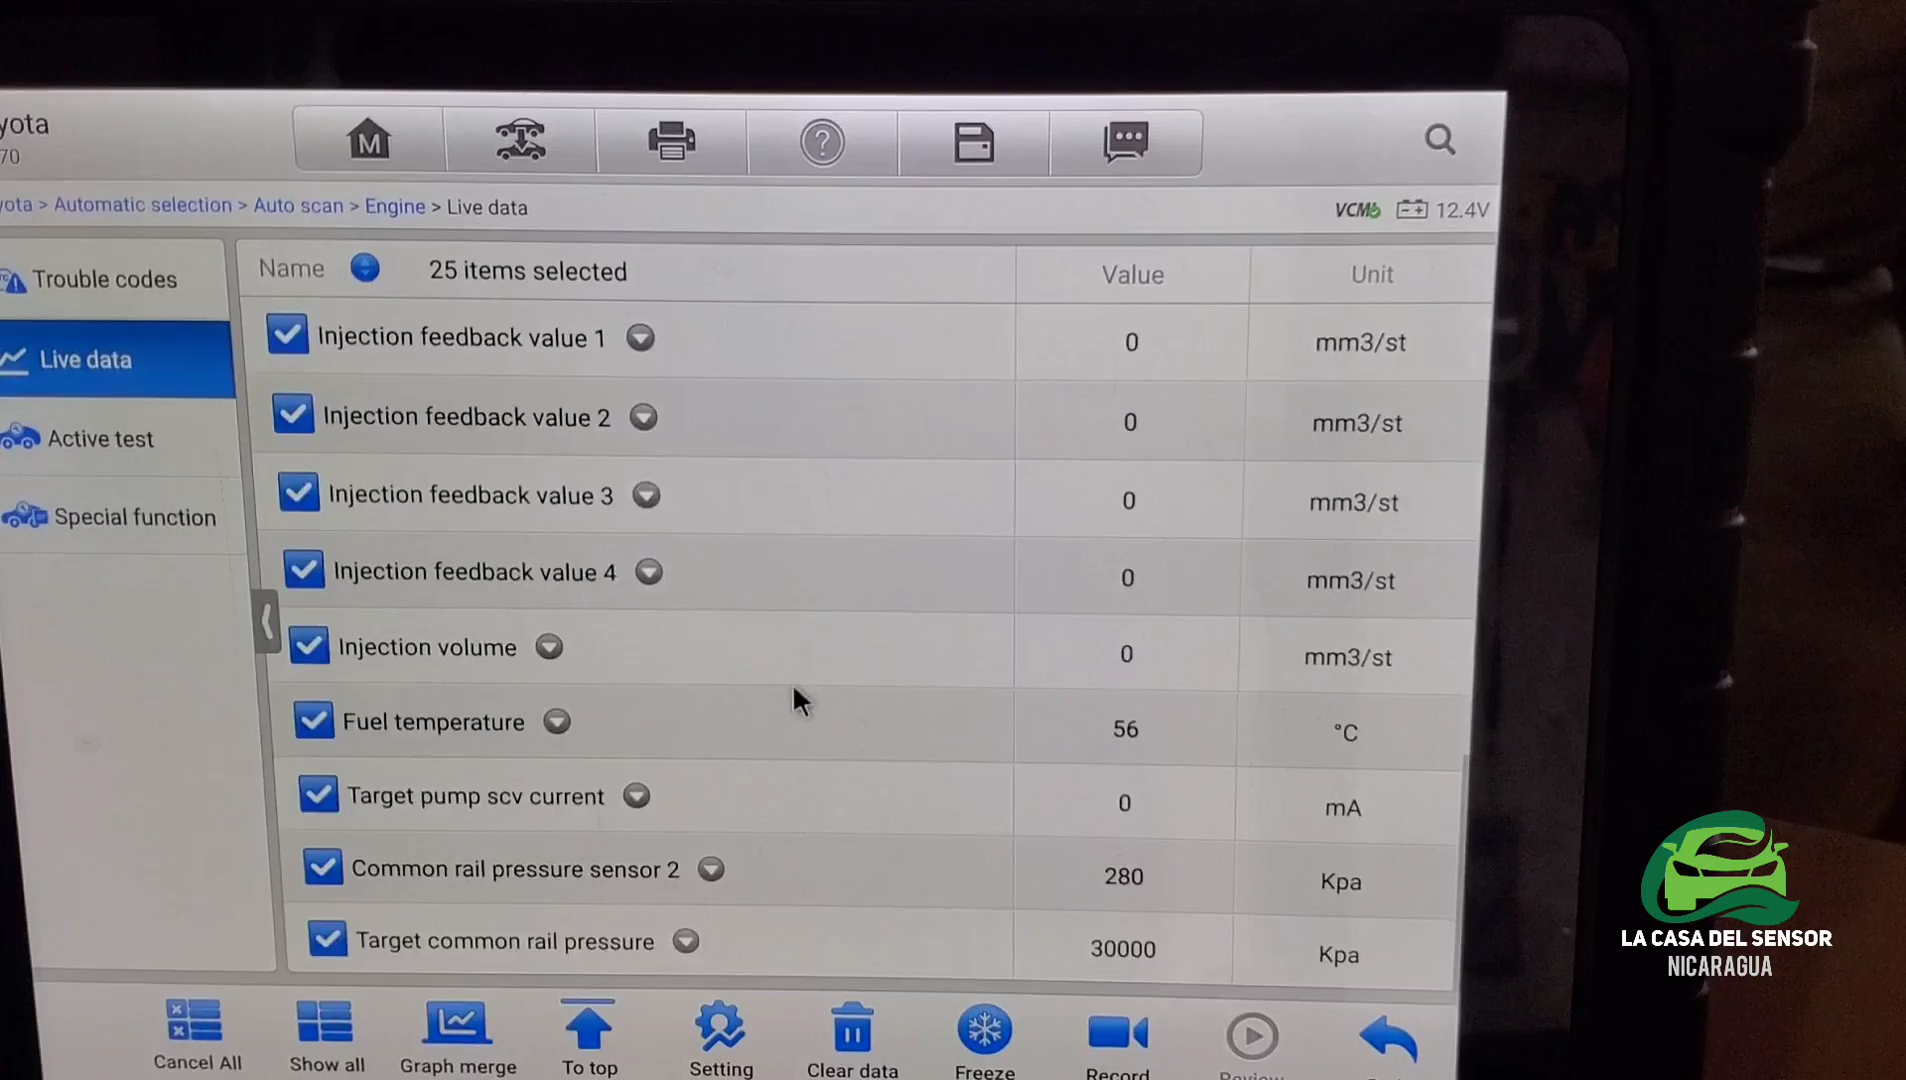 yota
70
M
?
yota > Automatic selection > Auto scan > Engine > Live data
VCMI 12.4V
Trouble codes
Live data
Active test
Special function
Name 25 items selected Value Unit
Injection feedback value 1 0 mm3/st
Injection feedback value 2 0 mm3/st
Injection feedback value 3 0 mm3/st
Injection feedback value 4 0 mm3/st
Injection volume 0 mm3/st
Fuel temperature 56 °C
Target pump scv current 0 mA
Common rail pressure sensor 2 280 Kpa
Target common rail pressure 30000 Kpa
Cancel All Show all Graph merge To top Setting Clear data Freeze Record Review
LA CASA DEL SENSOR
NICARAGUA